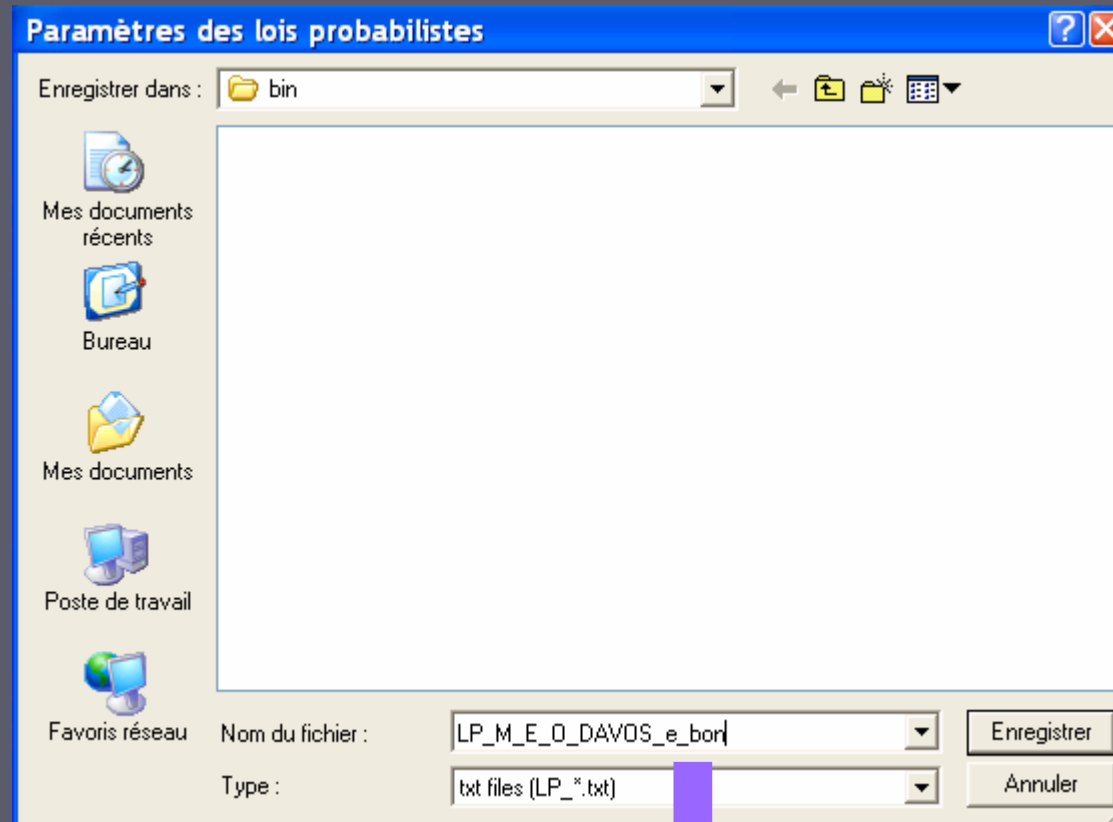 Paramètres des lois probabilistes
Enregistrer dans :
bin
Mes documents
récents
Bureau
Mes documents
Poste de travail
Favoris réseau
Nom du fichier :
LP_M_E_O_DAVOS_e_bon
Enregistrer
Type :
txt files (LP_*.txt)
Annuler